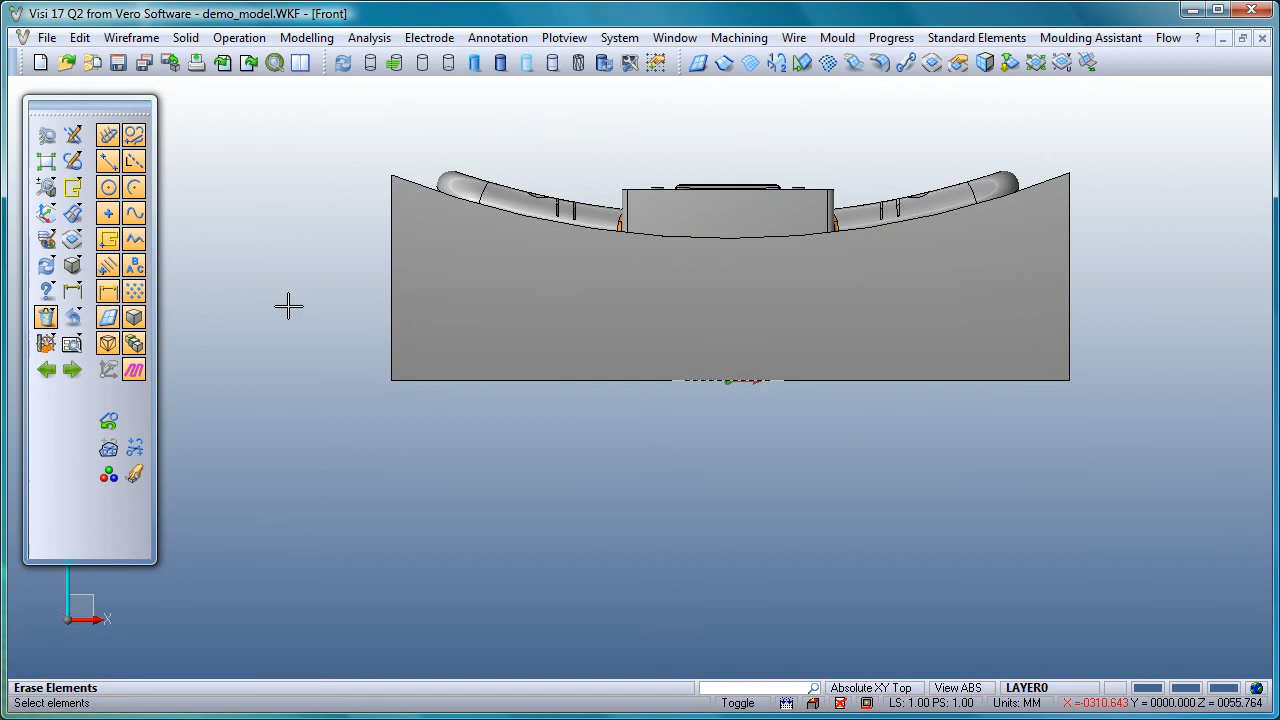 Visi 17 Q2 from Vero Software - demo_model.WKF - [Front]
File Edit Wireframe Solid Operation Modelling Analysis Electrode Annotation Plotview System Window Machining Wire Mould Progress Standard Elements Moulding Assistant Flow ?
A
B C
X
Erase Elements Absolute XY Top View ABS LAYER0
Select elements Toggle LS: 1.00 PS: 1.00 Units: MM X =-0310.643 Y = 0000.000 Z = 0055.764